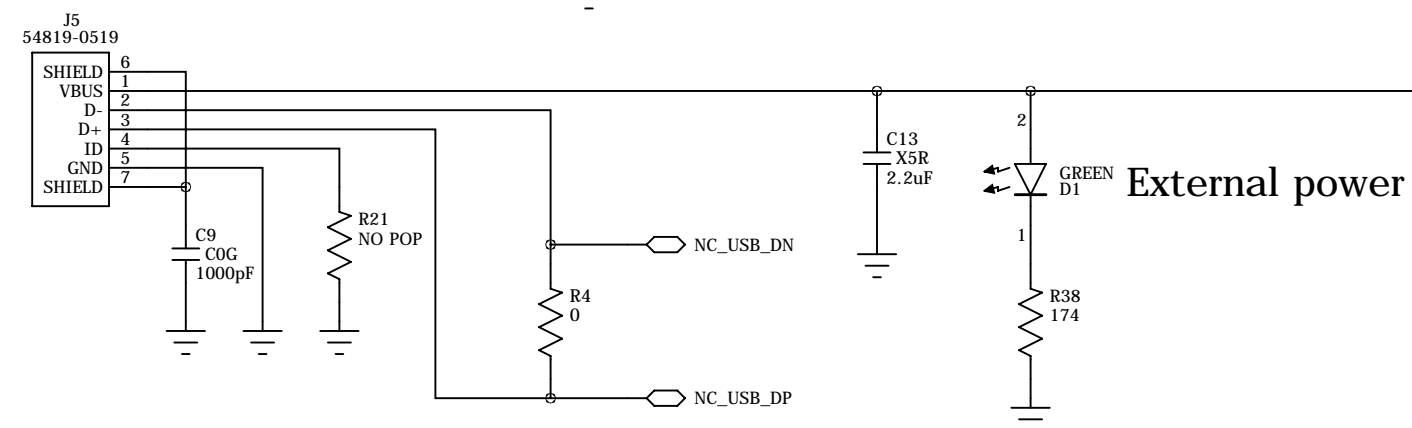 J5
54819-0519
SHIELD 6
VBUS 1
D- 2
D+ 3
ID 4
GND 5
SHIELD 7
C9
C0G
1000pF
R21
NO POP
NC_USB_DN
R4
0
NC_USB_DP
C13
X5R
2.2uF
2
GREEN
D1
External power
1
R38
174